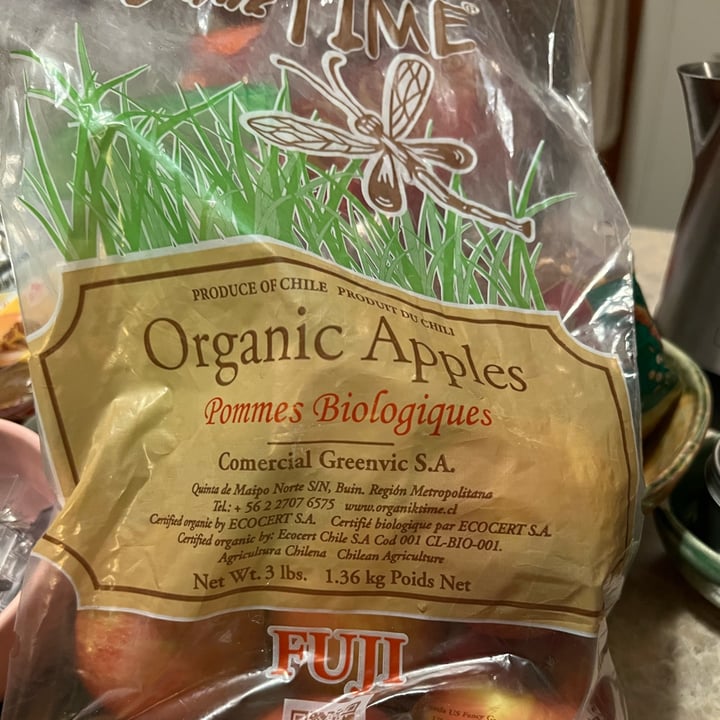 TIME
PRODUCE OF CHILE PRODUIT DU CHILI
Organic Apples
Pommes Biologiques
Comercial Greenvic S.A.
Quinta de Maipo Norte S/N, Buin. Región Metropolitana
Tel.: + 56 2 2707 6575 www.organiktime.cl
Certified organic by ECOCERT S.A. Certifié biologique par ECOCERT S.A.
Certified organic by: Ecocert Chile S.A Cod 001 CL-BIO-001.
Agricultura Chilena Chilean Agriculture
Net Wt. 3 lbs. 1.36 kg Poids Net
FUJI
US Fancy